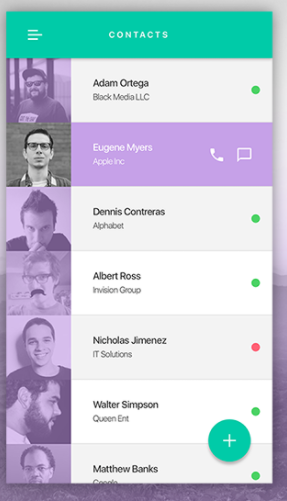 CONTACTS
Adam Ortega
Black Media LLC
Eugene Myers
Apple Inc
Dennis Contreras
Alphabet
Albert Ross
Invision Group
Nicholas Jimenez
IT Solutions
Walter Simpson
Queen Ent
Matthew Banks
Google